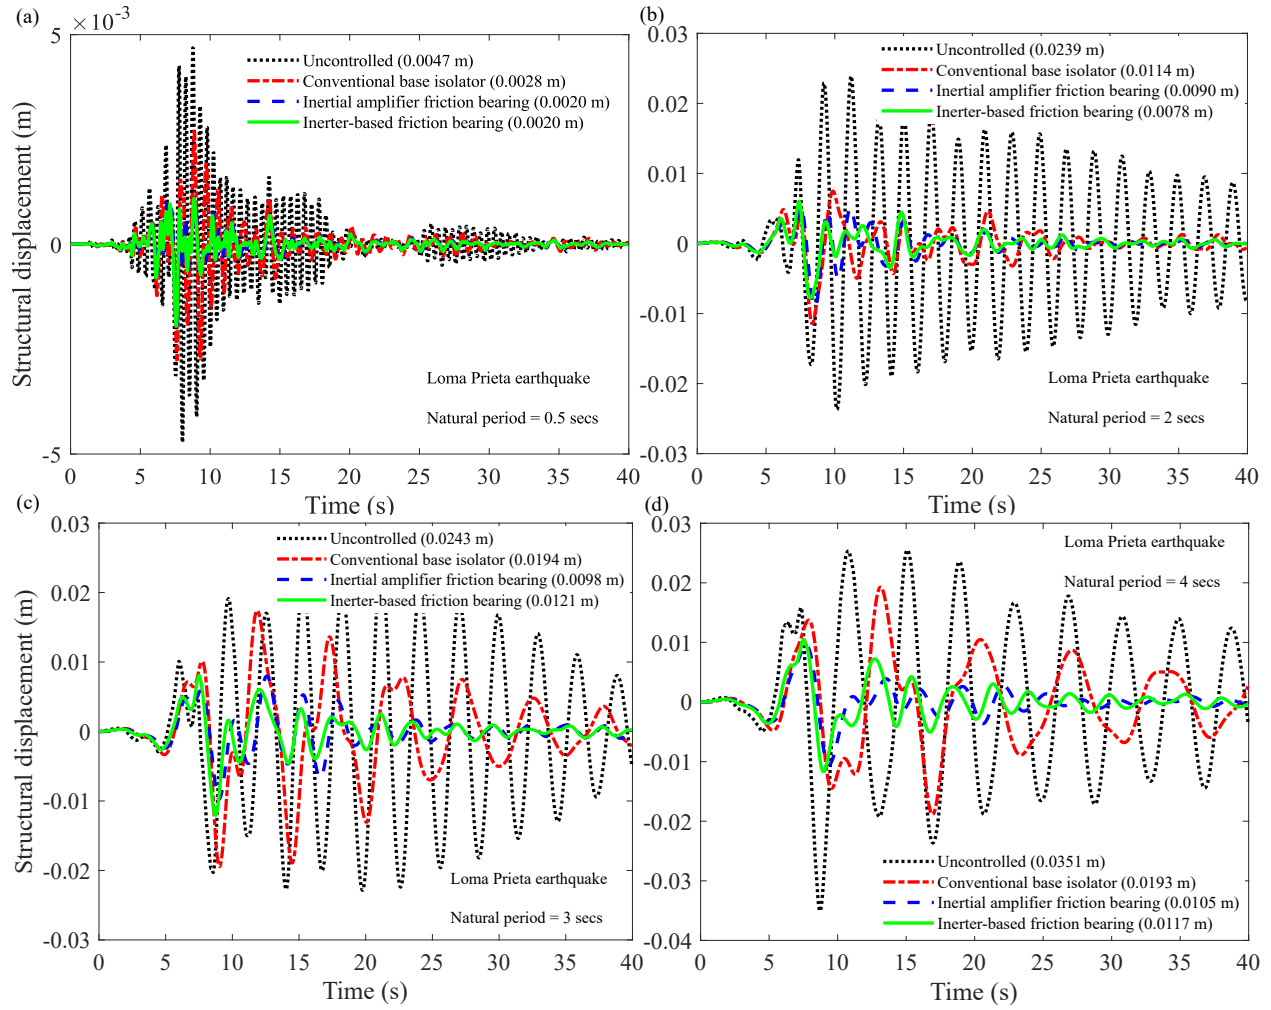 (a)
×10⁻³
5
0
-5
Structural displacement (m)
Uncontrolled (0.0047 m)
Conventional base isolator (0.0028 m)
Inertial amplifier friction bearing (0.0020 m)
Inerter-based friction bearing (0.0020 m)
Loma Prieta earthquake
Natural period = 0.5 secs
0 5 10 15 20 25 30 35 40
Time (s)
(b)
0.03
0.02
0.01
0
-0.01
-0.02
-0.03
Uncontrolled (0.0239 m)
Conventional base isolator (0.0114 m)
Inertial amplifier friction bearing (0.0090 m)
Inerter-based friction bearing (0.0078 m)
Loma Prieta earthquake
Natural period = 2 secs
0 5 10 15 20 25 30 35 40
Time (s)
(c)
0.03
0.02
0.01
0
-0.01
-0.02
-0.03
Structural displacement (m)
Uncontrolled (0.0243 m)
Conventional base isolator (0.0194 m)
Inertial amplifier friction bearing (0.0098 m)
Inerter-based friction bearing (0.0121 m)
Loma Prieta earthquake
Natural period = 3 secs
0 5 10 15 20 25 30 35 40
Time (s)
(d)
0.03
0.02
0.01
0
-0.01
-0.02
-0.03
-0.04
Loma Prieta earthquake
Natural period = 4 secs
Uncontrolled (0.0351 m)
Conventional base isolator (0.0193 m)
Inertial amplifier friction bearing (0.0105 m)
Inerter-based friction bearing (0.0117 m)
0 5 10 15 20 25 30 35 40
Time (s)